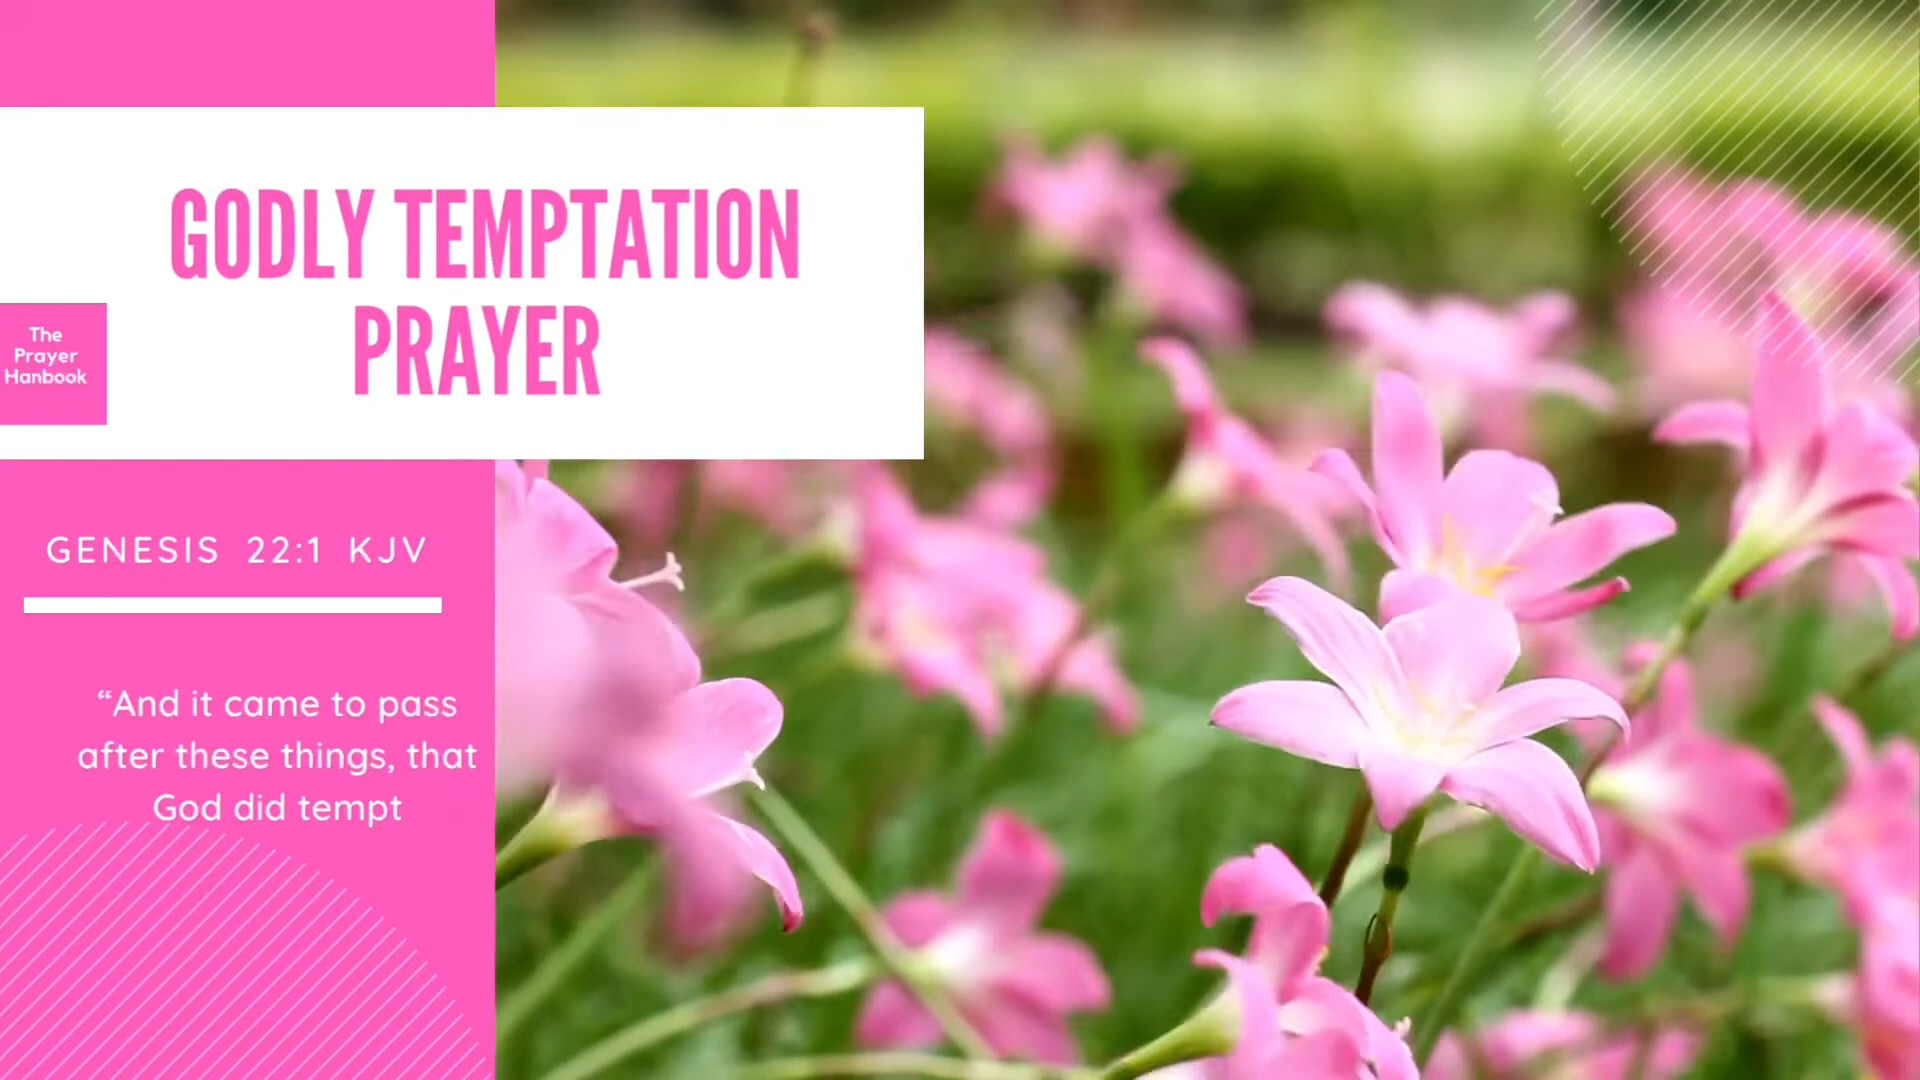 GODLY TEMPTATION
PRAYER
The
Prayer
Hanbook
GENESIS 22:1 KJV
“And it came to pass
after these things, that
God did tempt